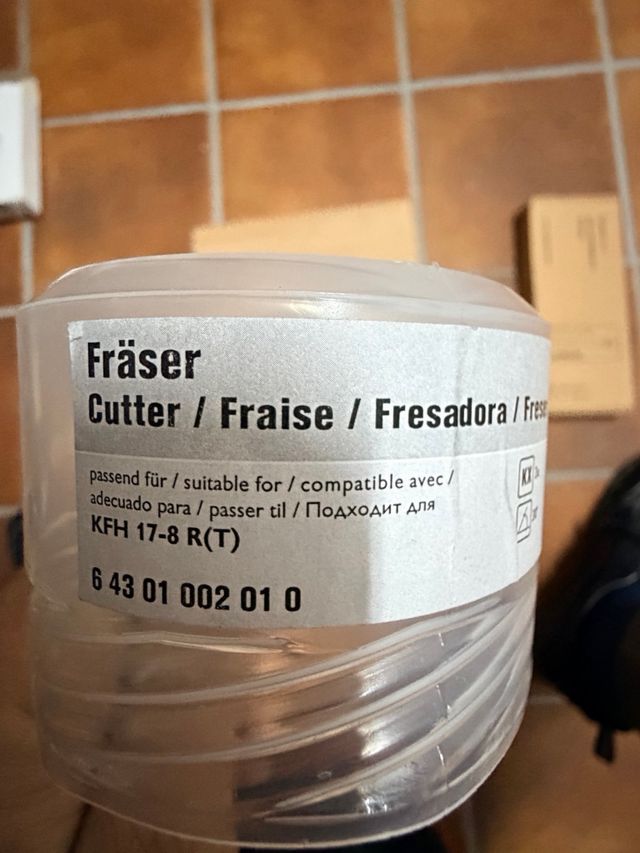 Fräser
Cutter / Fraise / Fresadora /
passend für / suitable for / compatible avec /
adecuado para / passer til / Подходит для
KFH 17-8 R(T)
6 43 01 002 01 0
KX